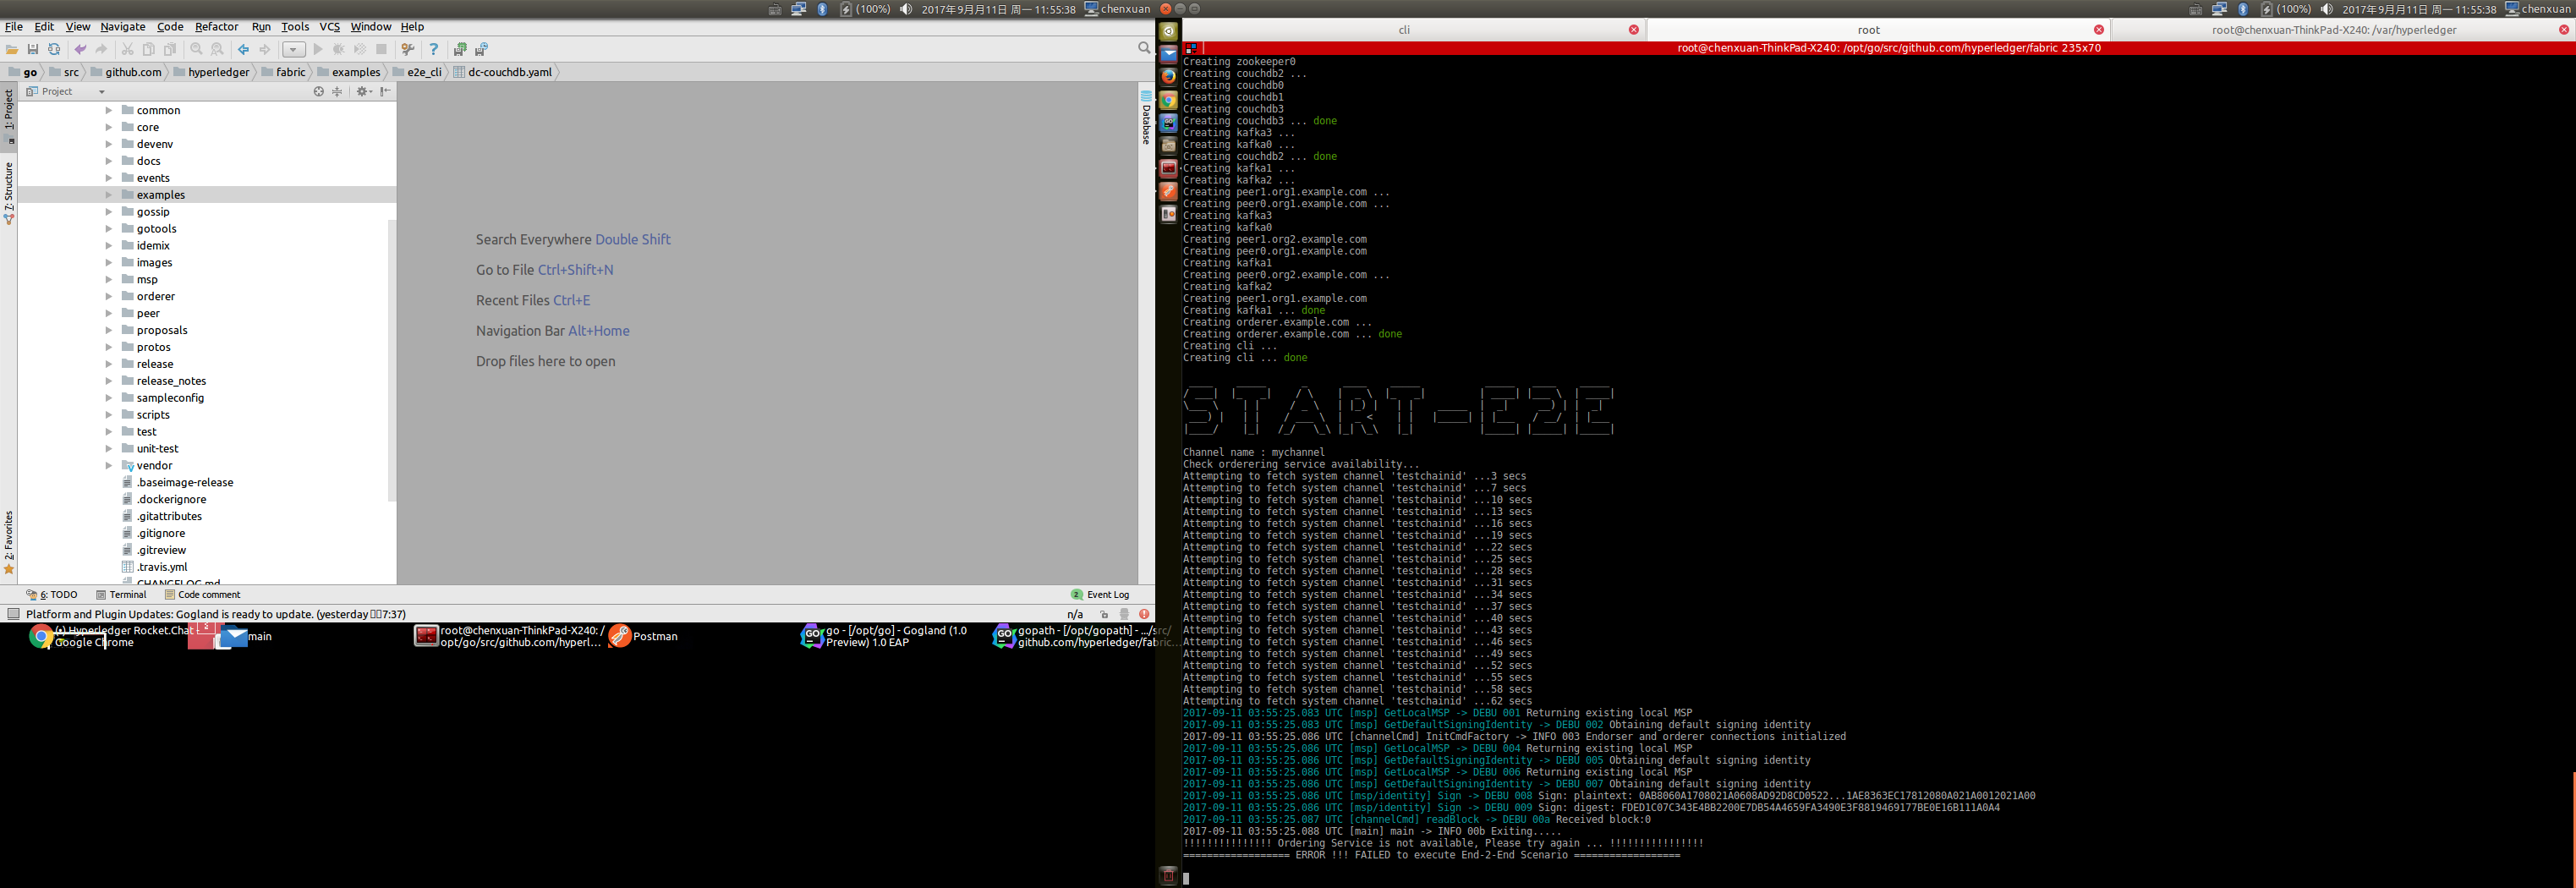 (100%) 2017年9月11日 周一 11:55:38 chenxuan
File Edit View Navigate Code Refactor Run Tools VCS Window Help
go src github.com hyperledger fabric examples e2e_cli dc-couchdb.yaml
Project
1: Project
7: Structure
2: Favorites
Database
common
core
devenv
docs
events
examples
gossip
gotools
idemix
images
msp
orderer
peer
proposals
protos
release
release_notes
sampleconfig
scripts
test
unit-test
vendor
.baseimage-release
.dockerignore
.gitattributes
.gitignore
.gitreview
.travis.yml
CHANGELOG.md
Search Everywhere Double Shift
Go to File Ctrl+Shift+N
Recent Files Ctrl+E
Navigation Bar Alt+Home
Drop files here to open
6: TODO Terminal Code comment
2 Event Log
Platform and Plugin Updates: Gogland is ready to update. (yesterday 7:37)
n/a
(•) Hyperledger Rocket.Chat
Google Chrome
2
main
root@chenxuan-ThinkPad-X240: /
opt/go/src/github.com/hyperl...
Postman
go - [/opt/go] - Gogland (1.0
Preview) 1.0 EAP
gopath - [/opt/gopath] - .../src/
github.com/hyperledger/fabric...
(100%) 2017年9月11日 周一 11:55:38 chenxuan
cli
root
root@chenxuan-ThinkPad-X240: /var/hyperledger
root@chenxuan-ThinkPad-X240: /opt/go/src/github.com/hyperledger/fabric 235x70
Creating zookeeper0
Creating couchdb2 ...
Creating couchdb0
Creating couchdb1
Creating couchdb3
Creating couchdb3 ... done
Creating kafka3 ...
Creating kafka0 ...
Creating couchdb2 ... done
Creating kafka1 ...
Creating kafka2 ...
Creating peer1.org1.example.com ...
Creating peer0.org1.example.com ...
Creating kafka3
Creating kafka0
Creating peer1.org2.example.com
Creating peer0.org1.example.com
Creating kafka1
Creating peer0.org2.example.com ...
Creating kafka2
Creating peer1.org1.example.com
Creating kafka1 ... done
Creating orderer.example.com ...
Creating orderer.example.com ... done
Creating cli ...
Creating cli ... done
START-E2E
Channel name : mychannel
Check orderering service availability...
Attempting to fetch system channel 'testchainid' ...3 secs
Attempting to fetch system channel 'testchainid' ...7 secs
Attempting to fetch system channel 'testchainid' ...10 secs
Attempting to fetch system channel 'testchainid' ...13 secs
Attempting to fetch system channel 'testchainid' ...16 secs
Attempting to fetch system channel 'testchainid' ...19 secs
Attempting to fetch system channel 'testchainid' ...22 secs
Attempting to fetch system channel 'testchainid' ...25 secs
Attempting to fetch system channel 'testchainid' ...28 secs
Attempting to fetch system channel 'testchainid' ...31 secs
Attempting to fetch system channel 'testchainid' ...34 secs
Attempting to fetch system channel 'testchainid' ...37 secs
Attempting to fetch system channel 'testchainid' ...40 secs
Attempting to fetch system channel 'testchainid' ...43 secs
Attempting to fetch system channel 'testchainid' ...46 secs
Attempting to fetch system channel 'testchainid' ...49 secs
Attempting to fetch system channel 'testchainid' ...52 secs
Attempting to fetch system channel 'testchainid' ...55 secs
Attempting to fetch system channel 'testchainid' ...58 secs
Attempting to fetch system channel 'testchainid' ...62 secs
2017-09-11 03:55:25.083 UTC [msp] GetLocalMSP -> DEBU 001 Returning existing local MSP
2017-09-11 03:55:25.083 UTC [msp] GetDefaultSigningIdentity -> DEBU 002 Obtaining default signing identity
2017-09-11 03:55:25.086 UTC [channelCmd] InitCmdFactory -> INFO 003 Endorser and orderer connections initialized
2017-09-11 03:55:25.086 UTC [msp] GetLocalMSP -> DEBU 004 Returning existing local MSP
2017-09-11 03:55:25.086 UTC [msp] GetDefaultSigningIdentity -> DEBU 005 Obtaining default signing identity
2017-09-11 03:55:25.086 UTC [msp] GetLocalMSP -> DEBU 006 Returning existing local MSP
2017-09-11 03:55:25.086 UTC [msp] GetDefaultSigningIdentity -> DEBU 007 Obtaining default signing identity
2017-09-11 03:55:25.086 UTC [msp/identity] Sign -> DEBU 008 Sign: plaintext: 0AB8060A1708021A0608AD92D8CD0522...1AE8363EC17812080A021A0012021A00
2017-09-11 03:55:25.086 UTC [msp/identity] Sign -> DEBU 009 Sign: digest: FDED1C07C343E4BB2200E7DB54A4659FA3490E3F8819469177BE0E16B111A0A4
2017-09-11 03:55:25.087 UTC [channelCmd] readBlock -> DEBU 00a Received block:0
2017-09-11 03:55:25.088 UTC [main] main -> INFO 00b Exiting.....
!!!!!!!!!!!!!!! Ordering Service is not available, Please try again ... !!!!!!!!!!!!!!!!
================== ERROR !!! FAILED to execute End-2-End Scenario ==================